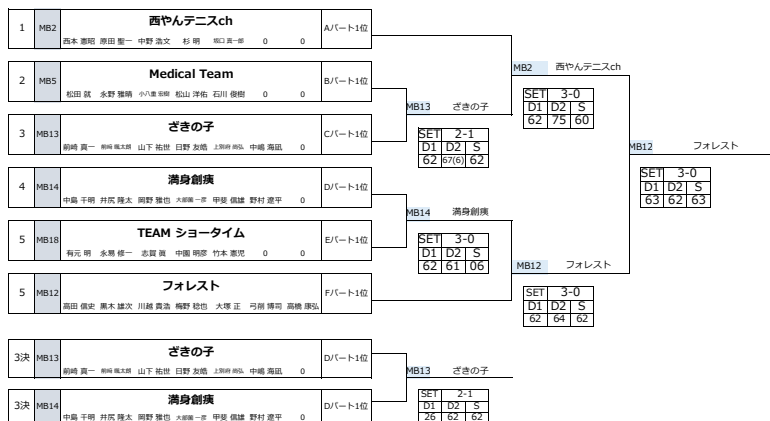 1 MB2 西やんテニスch Aパート1位
西本 憲昭 原田 聖一 中野 浩文 杉 明 坂口 真一郎 0 0
MB2 西やんテニスch
2 MB5 Medical Team Bパート1位
松田 就 永野 雅晴 小八重 宏樹 松山 洋佑 石川 俊樹 0 0
SET 3-0
D1 D2 S
62 75 60
MB13 ざきの子
3 MB13 ざきの子 Cパート1位
前崎 真一 前崎 颯太朗 山下 祐世 日野 友皓 上別府 尚弘 中嶋 海凪 0
SET 2-1
D1 D2 S
62 67(6) 62
MB12 フォレスト
SET 3-0
D1 D2 S
63 62 63
4 MB14 満身創痍 Dパート1位
中島 千明 井尻 隆太 岡野 雅也 大部薗 一彦 甲斐 信雄 野村 遼平 0
MB14 満身創痍
5 MB18 TEAM ショータイム Eパート1位
有元 明 永易 修一 志賀 眞 中園 明彦 竹本 憲児 0 0
SET 3-0
D1 D2 S
62 61 06
MB12 フォレスト
5 MB12 フォレスト Fパート1位
高田 信史 黒木 雄次 川越 貴浩 梅野 稔也 大塚 正 弓削 博司 高橋 康弘
SET 3-0
D1 D2 S
62 64 62
3決 MB13 ざきの子 Dパート1位
前崎 真一 前崎 颯太朗 山下 祐世 日野 友皓 上別府 尚弘 中嶋 海凪 0
MB13 ざきの子
3決 MB14 満身創痍 Dパート1位
中島 千明 井尻 隆太 岡野 雅也 大部薗 一彦 甲斐 信雄 野村 遼平 0
SET 2-1
D1 D2 S
26 62 62